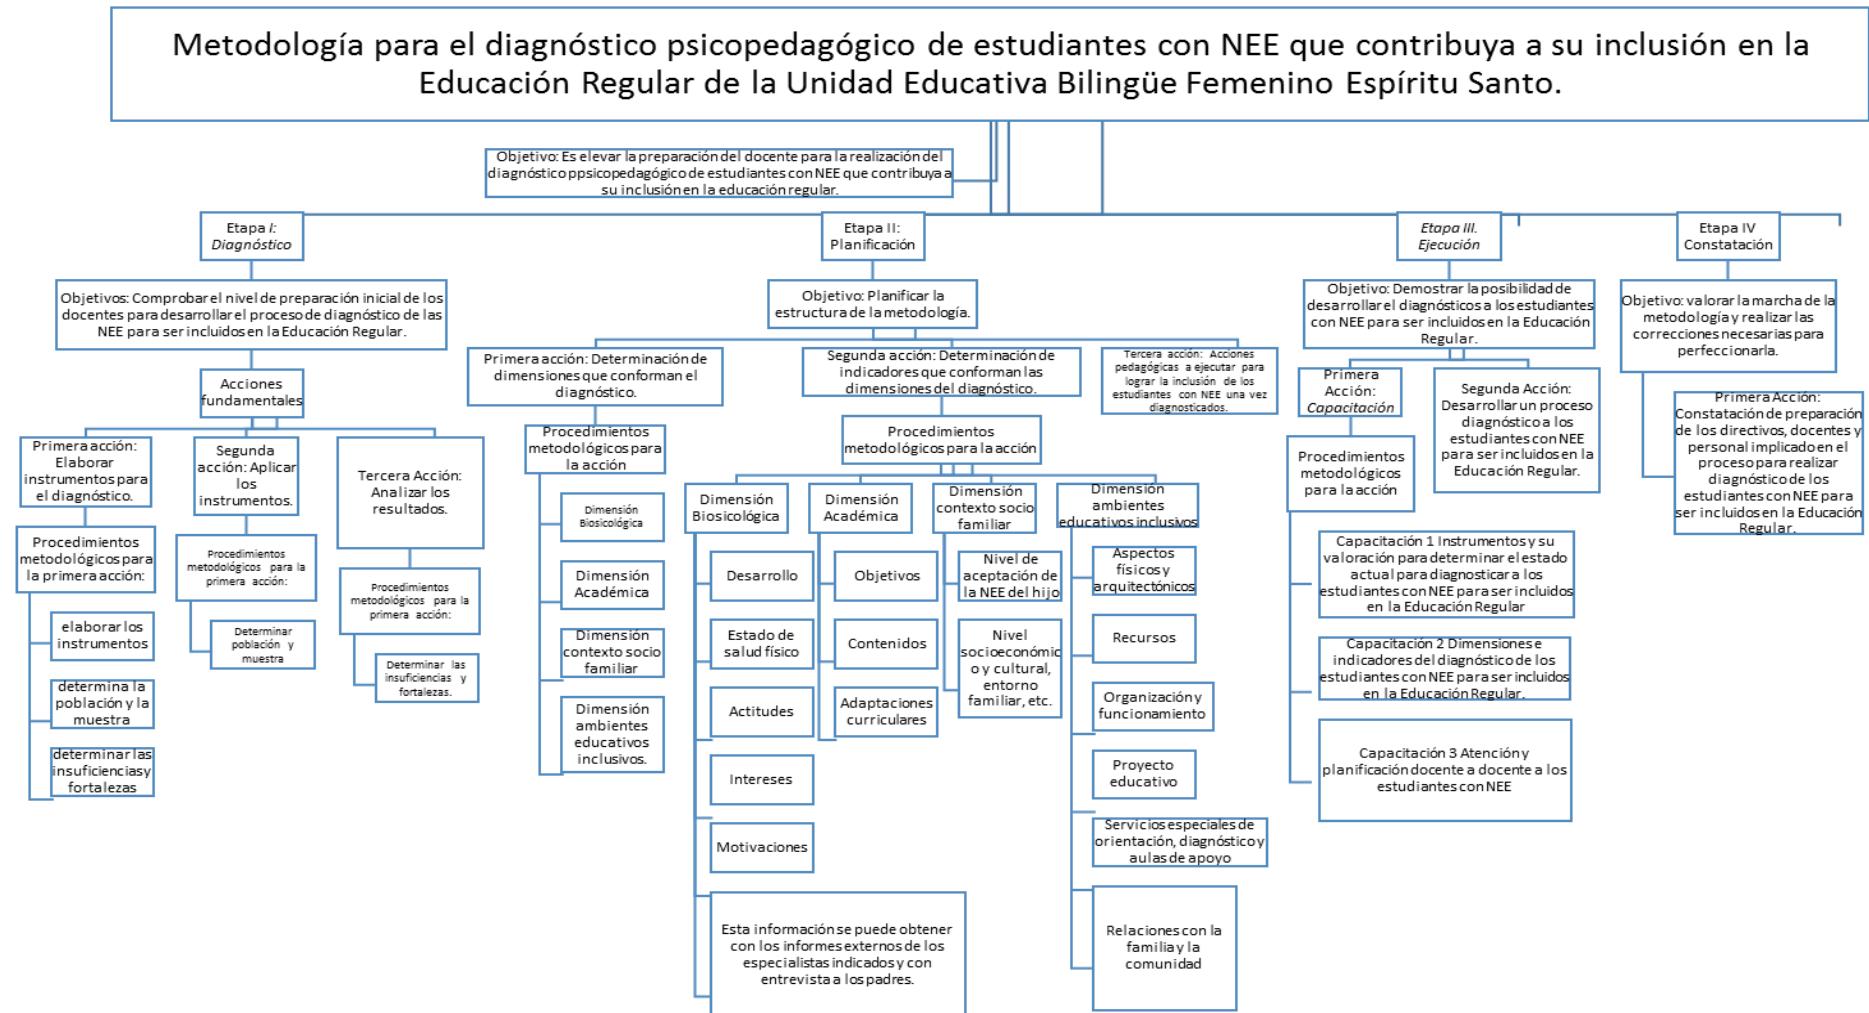 Metodología para el diagnóstico psicopedagógico de estudiantes con NEE que contribuya a su inclusión en la
Educación Regular de la Unidad Educativa Bilingüe Femenino Espíritu Santo.
Objetivo: Es elevar la preparación del docente para la realización del
diagnóstico ppsicopedagógico de estudiantes con NEE que contribuya a
su inclusión en la educación regular.
Etapa I:
Diagnóstico
Objetivos: Comprobar el nivel de preparación inicial de los
docentes para desarrollar el proceso de diagnóstico de las
NEE para ser incluidos en la Educación Regular.
Acciones
fundamentales
Primera acción:
Elaborar
instrumentos para
el diagnóstico.
Procedimientos
metodológicos para
la primera acción:
elaborar los
instrumentos
determina la
población y la
muestra
determinar las
insuficiencias y
fortalezas
Segunda
acción: Aplicar
los
instrumentos.
Procedimientos
metodológicos para la
primera acción:
Determinar
población y
muestra
Tercera Acción:
Analizar los
resultados.
Procedimientos
metodológicos para la
primera acción:
Determinar las
insuficiencias y
fortalezas.
Etapa II:
Planificación
Objetivo: Planificar la
estructura de la metodología.
Primera acción: Determinación de
dimensiones que conforman el
diagnóstico.
Procedimientos
metodológicos para
la acción
Dimensión
Biosicológica
Dimensión
Académica
Dimensión
contexto socio
familiar
Dimensión
ambientes
educativos
inclusivos.
Segunda acción: Determinación de
indicadores que conforman las
dimensiones del diagnóstico.
Procedimientos
metodológicos para la acción
Dimensión
Biosicológica
Desarrollo
Estado de
salud físico
Actitudes
Intereses
Motivaciones
Esta información se puede obtener
con los informes externos de los
especialistas indicados y con
entrevista a los padres.
Dimensión
Académica
Objetivos
Contenidos
Adaptaciones
curriculares
Dimensión
contexto socio
familiar
Nivel de
aceptación de
la NEE del hijo
Nivel
socioeconómic
o y cultural,
entorno
familiar, etc.
Dimensión
ambientes
educativos inclusivos
Aspectos
físicos y
arquitectónicos
Recursos
Organización y
funcionamiento
Proyecto
educativo
Servicios especiales de
orientación, diagnóstico y
aulas de apoyo
Relaciones con la
familia y la
comunidad
Tercera acción: Acciones
pedagógicas a ejecutar para
lograr la inclusión de los
estudiantes con NEE una vez
diagnosticados.
Etapa III.
Ejecución
Objetivo: Demostrar la posibilidad de
desarrollar el diagnósticos a los estudiantes
con NEE para ser incluidos en la Educación
Regular.
Primera
Acción:
Capacitación
Procedimientos
metodológicos
para la acción
Capacitación 1 Instrumentos y su
valoración para determinar el estado
actual para diagnosticar a los
estudiantes con NEE para ser incluidos
en la Educación Regular
Capacitación 2 Dimensiones e
indicadores del diagnóstico de los
estudiantes con NEE para ser incluidos
en la Educación Regular.
Capacitación 3 Atención y
planificación docente a docente a los
estudiantes con NEE
Segunda Acción:
Desarrollar un proceso
diagnóstico a los
estudiantes con NEE
para ser incluidos en la
Educación Regular.
Etapa IV
Constatación
Objetivo: valorar la marcha de la
metodología y realizar las
correcciones necesarias para
perfeccionarla.
Primera Acción:
Constatación de preparación
de los directivos, docentes y
personal implicado en el
proceso para realizar
diagnóstico de los
estudiantes con NEE para
ser incluidos en la Educación
Regular.